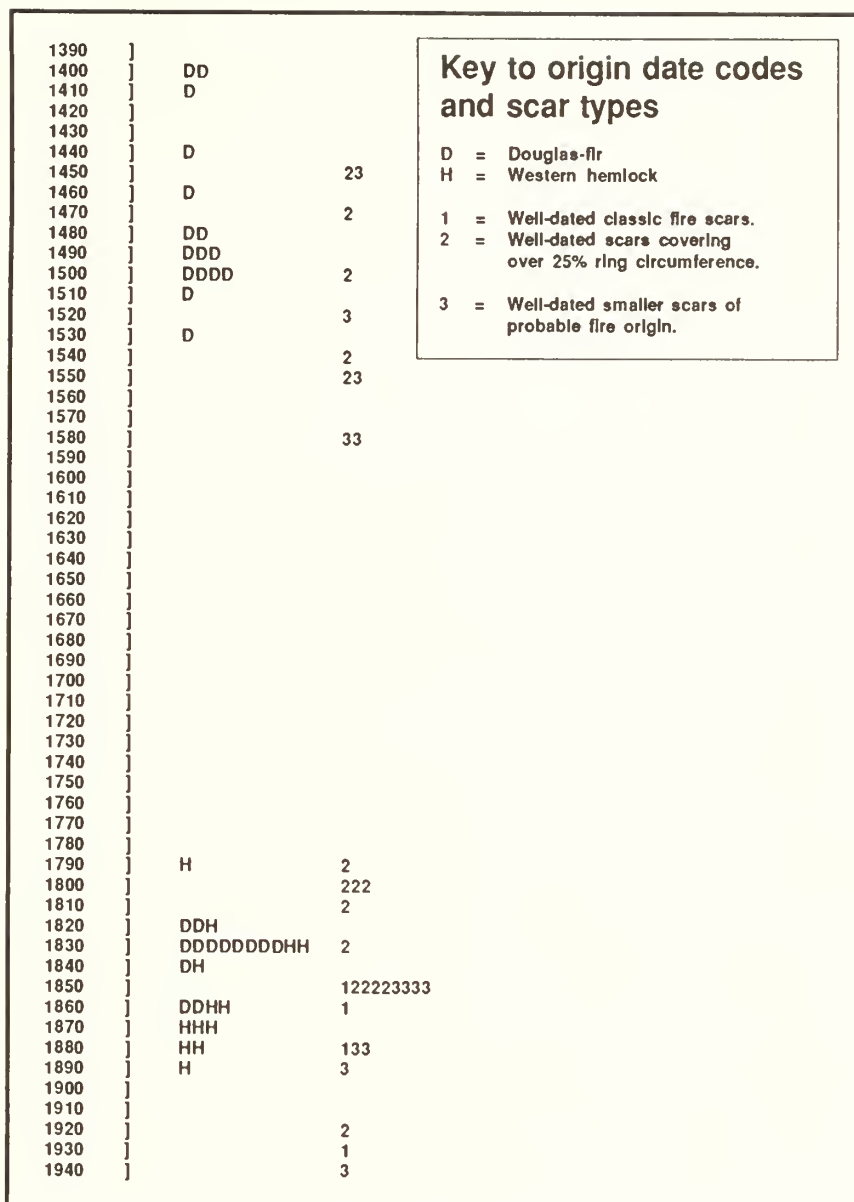 1390 ]
1400 ] DD
1410 ] D
1420 ]
1430 ]
1440 ] D
1450 ] 23
1460 ] D
1470 ] 2
1480 ] DD
1490 ] DDD
1500 ] DDDD 2
1510 ] D
1520 ] 3
1530 ] D
1540 ] 2
1550 ] 23
1560 ]
1570 ]
1580 ] 33
1590 ]
1600 ]
1610 ]
1620 ]
1630 ]
1640 ]
1650 ]
1660 ]
1670 ]
1680 ]
1690 ]
1700 ]
1710 ]
1720 ]
1730 ]
1740 ]
1750 ]
1760 ]
1770 ]
1780 ]
1790 ] H 2
1800 ] 222
1810 ] 2
1820 ] DDH
1830 ] DDDDDDDDHH 2
1840 ] DH
1850 ] 122223333
1860 ] DDHH 1
1870 ] HHH
1880 ] HH 133
1890 ] H 3
1900 ]
1910 ]
1920 ] 2
1930 ] 1
1940 ] 3
Key to origin date codes
and scar types
D = Douglas-fir
H = Western hemlock
1 = Well-dated classic fire scars.
2 = Well-dated scars covering
over 25% ring circumference.
3 = Well-dated smaller scars of
probable fire origin.